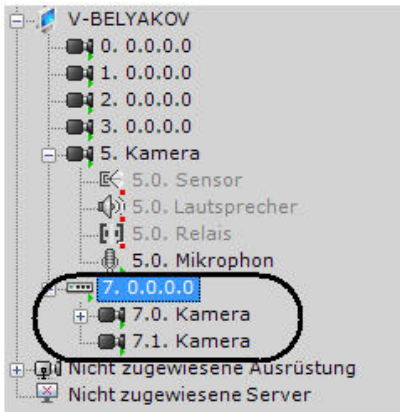 V-BELYAKOV
0. 0.0.0.0
1. 0.0.0.0
2. 0.0.0.0
3. 0.0.0.0
5. Kamera
5.0. Sensor
5.0. Lautsprecher
5.0. Relais
5.0. Mikrophon
7. 0.0.0.0
7.0. Kamera
7.1. Kamera
Nicht zugewiesene Ausrüstung
Nicht zugewiesene Server